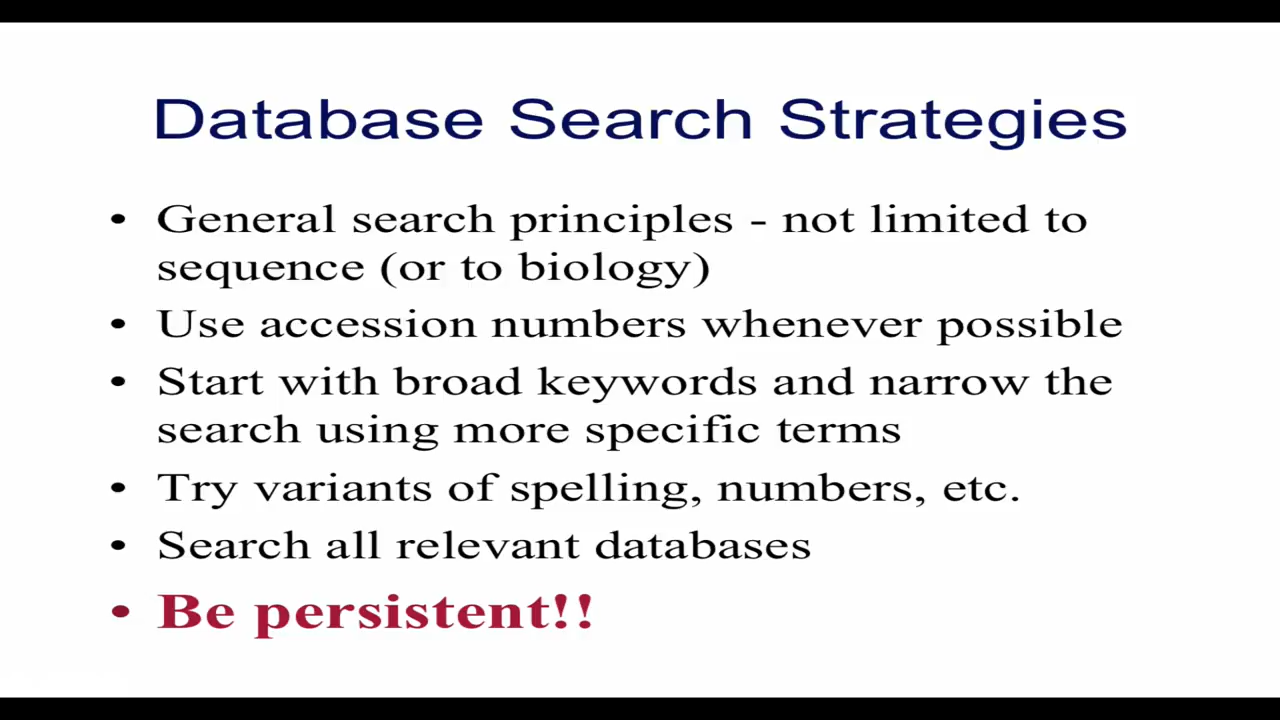 Database Search Strategies
• General search principles - not limited to
sequence (or to biology)
• Use accession numbers whenever possible
• Start with broad keywords and narrow the
search using more specific terms
• Try variants of spelling, numbers, etc.
• Search all relevant databases
• Be persistent!!